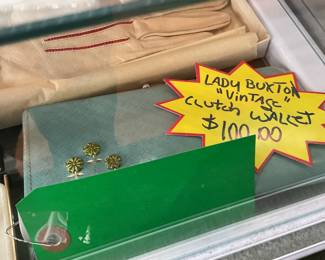 LADY BUXTON
"VINTAGE"
CLUTCH WALLET
$100.00